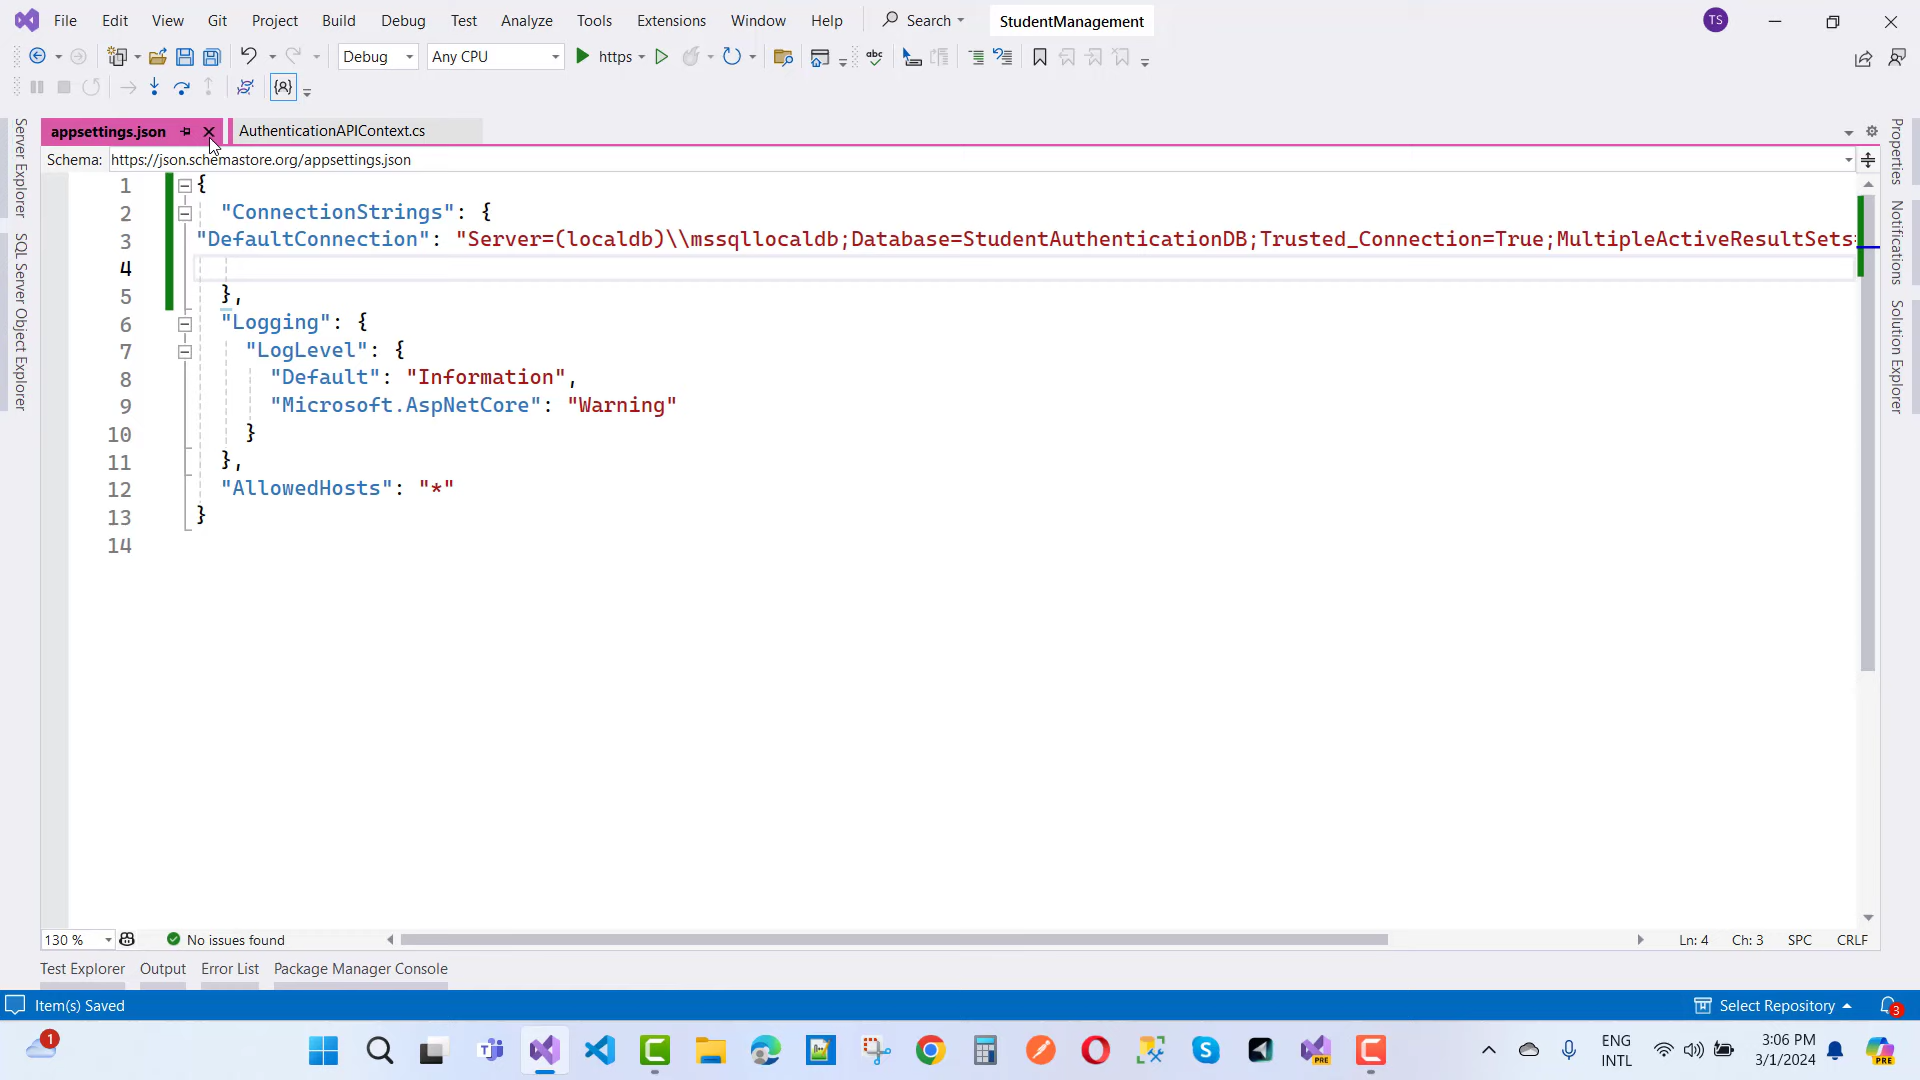 File Edit View Git Project Build Debug Test Analyze Tools Extensions Window Help Search StudentManagement TS
Debug Any CPU https abc
appsettings.json AuthenticationAPIContext.cs
Schema: https://json.schemastore.org/appsettings.json
1 {
2 "ConnectionStrings": {
3 "DefaultConnection": "Server=(localdb)\\mssqllocaldb;Database=StudentAuthenticationDB;Trusted_Connection=True;MultipleActiveResultSets=
4
5 },
6 "Logging": {
7 "LogLevel": {
8 "Default": "Information",
9 "Microsoft.AspNetCore": "Warning"
10 }
11 },
12 "AllowedHosts": "*"
13 }
14
Server Explorer
SQL Server Object Explorer
Properties
Notifications
Solution Explorer
130 % No issues found Ln: 4 Ch: 3 SPC CRLF
Test Explorer Output Error List Package Manager Console
Item(s) Saved Select Repository 3
1 PRE ENG 3:06 PM PRE
INTL 3/1/2024